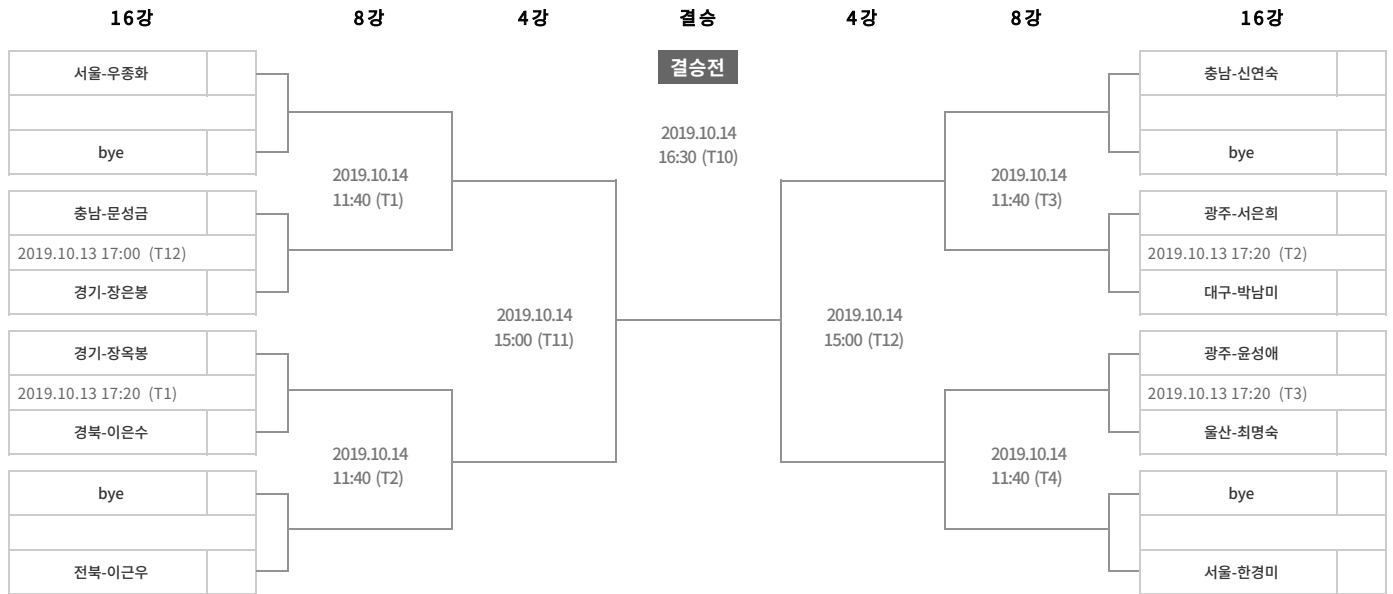 16강 8강 4강 결승 4강 8강 16강
결승전
2019.10.14
16:30 (T10)
서울-우종화
bye
2019.10.14
11:40 (T1)
충남-문성금
2019.10.13 17:00 (T12)
경기-장은봉
2019.10.14
15:00 (T11)
경기-장옥봉
2019.10.13 17:20 (T1)
경북-이은수
2019.10.14
11:40 (T2)
bye
전북-이근우
충남-신연숙
bye
2019.10.14
11:40 (T3)
광주-서은희
2019.10.13 17:20 (T2)
대구-박남미
2019.10.14
15:00 (T12)
광주-윤성애
2019.10.13 17:20 (T3)
울산-최명숙
2019.10.14
11:40 (T4)
bye
서울-한경미